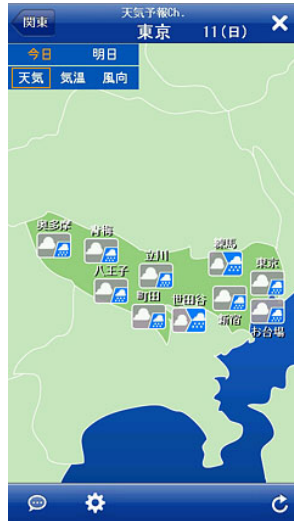 天気予報Ch.
関東
東京
11(日)
今日
明日
天気
気温
風向
奥多摩
青梅
立川
練馬
東京
八王子
町田
世田谷
新宿
お台場